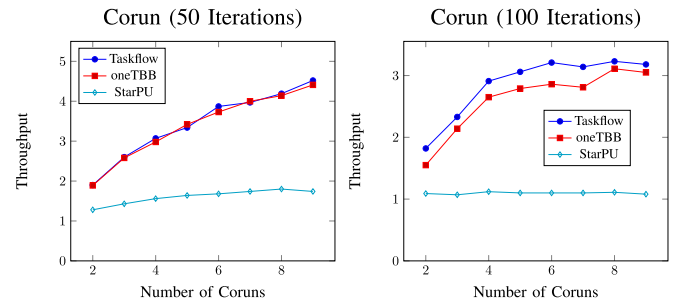 Corun (50 Iterations)
Throughput
5
4
3
2
1
0
2
4
6
8
Number of Coruns
Taskflow
oneTBB
StarPU
Corun (100 Iterations)
Throughput
3
2
1
0
2
4
6
8
Number of Coruns
Taskflow
oneTBB
StarPU